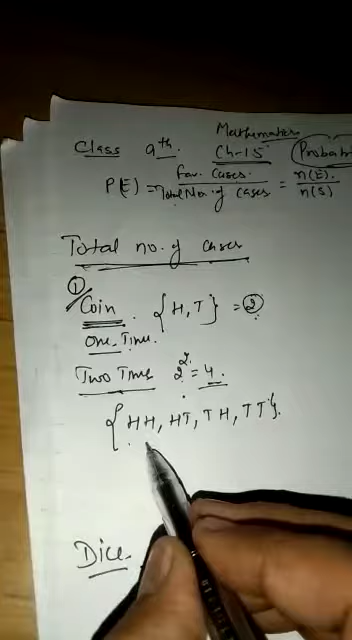 Mathematics
Class 9th. Ch-15 (Probabi
P(E) = Fav. Cases. / Total No. of cases = n(E). / n(S)
Total no. of cases
① Coin. {H, T} = ②.
One-Time.
Two Time 2². = 4.
{HH, HT, TH, TT}.
Dice.